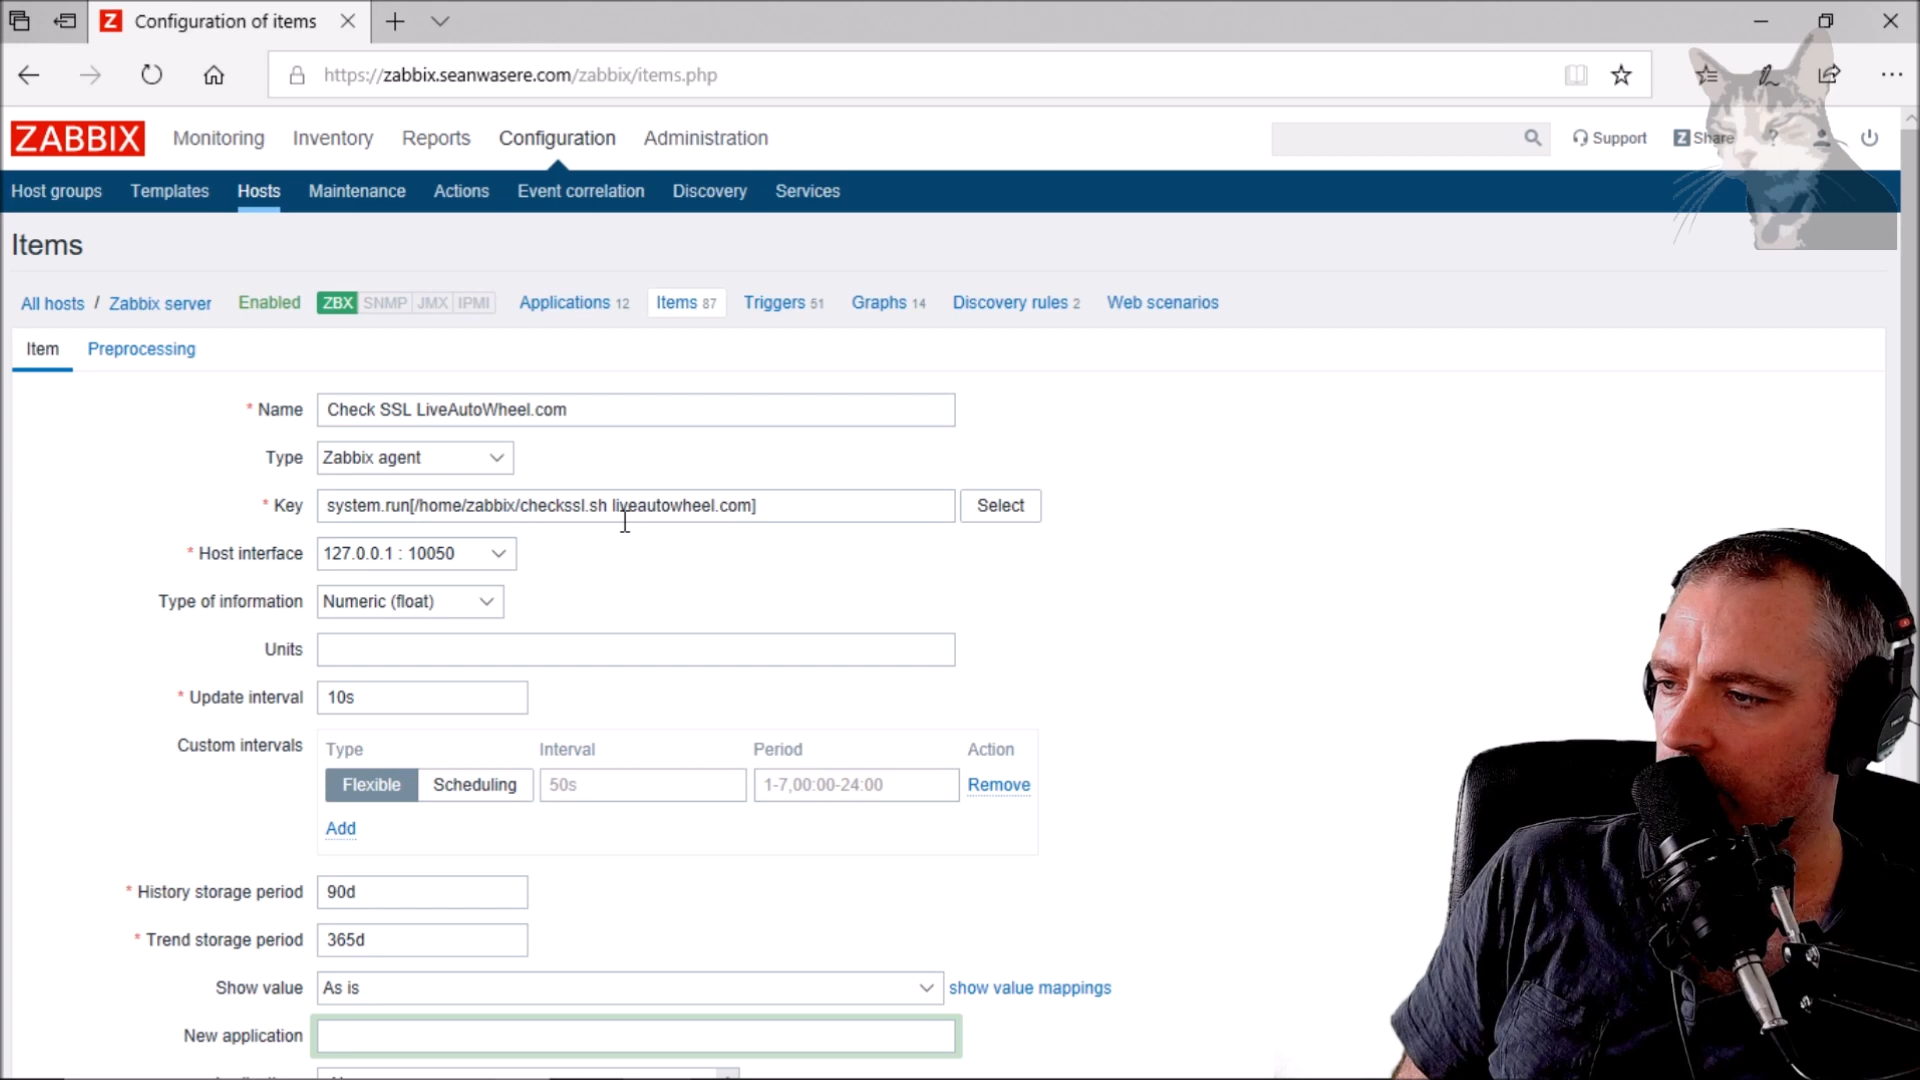 Configuration of items
https://zabbix.seanwasere.com/zabbix/items.php
ZABBIX Monitoring Inventory Reports Configuration Administration Support Z Share ?
Host groups Templates Hosts Maintenance Actions Event correlation Discovery Services
Items
All hosts / Zabbix server Enabled ZBX SNMP JMX IPMI Applications 12 Items 87 Triggers 51 Graphs 14 Discovery rules 2 Web scenarios
Item Preprocessing
* Name Check SSL LiveAutoWheel.com
Type Zabbix agent
* Key system.run[/home/zabbix/checkssl.sh liveautowheel.com] Select
* Host interface 127.0.0.1 : 10050
Type of information Numeric (float)
Units
* Update interval 10s
Custom intervals Type Interval Period Action
Flexible Scheduling 50s 1-7,00:00-24:00 Remove
Add
* History storage period 90d
* Trend storage period 365d
Show value As is show value mappings
New application